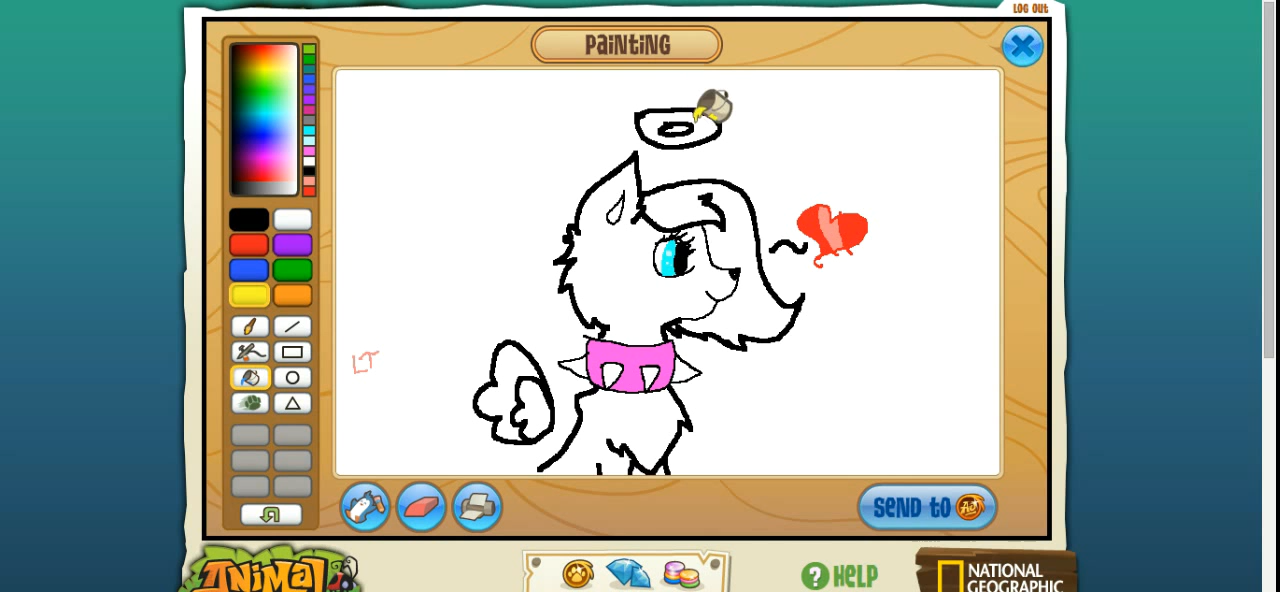 LOG OUT
PAINTING
LT
SEND TO
ANIMAL
HELP
NATIONAL
GEOGRAPHIC